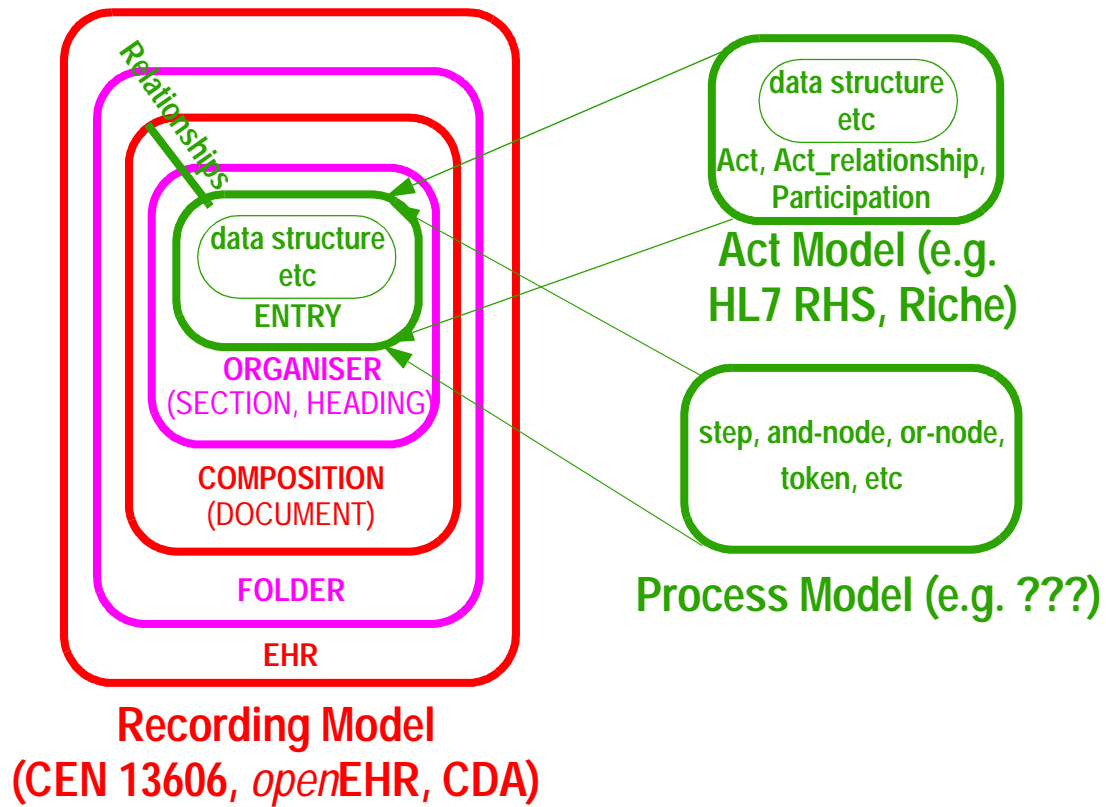 Relationships
data structure
etc
ENTRY
ORGANISER
(SECTION, HEADING)
COMPOSITION
(DOCUMENT)
FOLDER
EHR
Recording Model
(CEN 13606, openEHR, CDA)
data structure
etc
Act, Act_relationship,
Participation
Act Model (e.g.
HL7 RHS, Riche)
step, and-node, or-node,
token, etc
Process Model (e.g. ???)